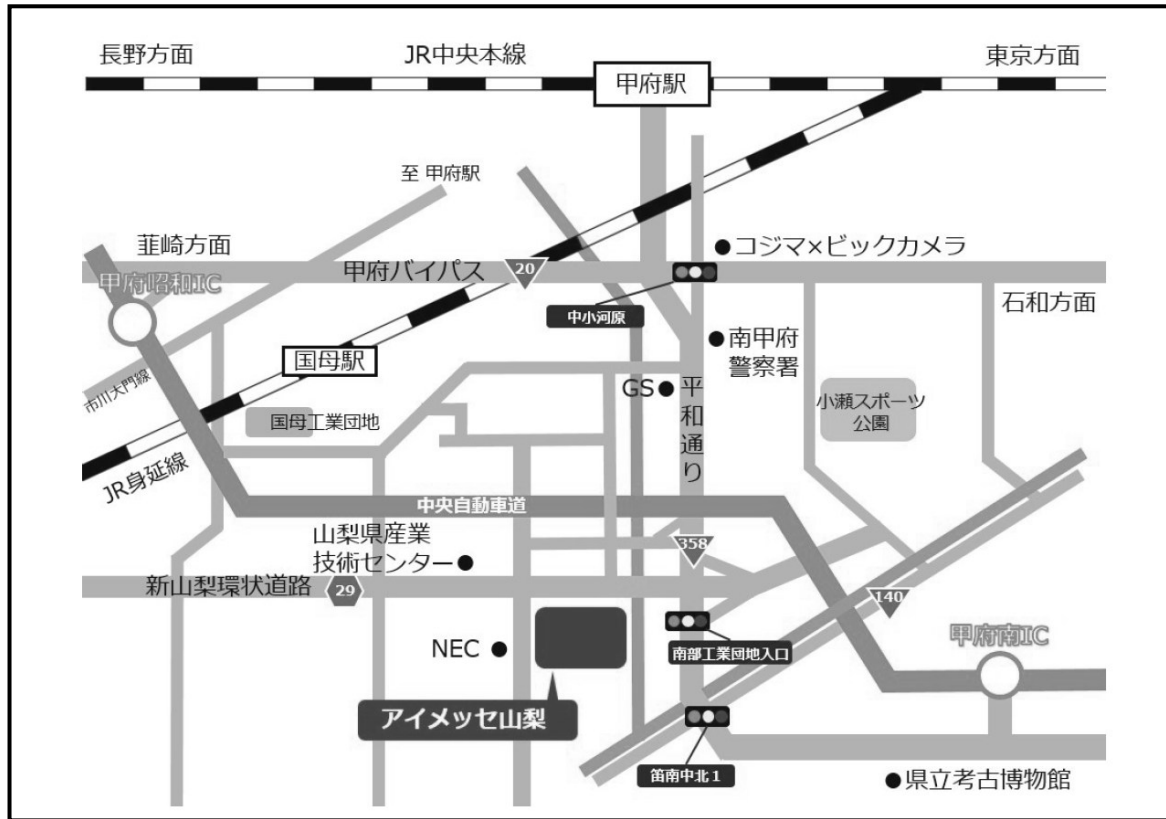 長野方面
JR中央本線
東京方面
甲府駅
至 甲府駅
韮崎方面
コジマ×ビックカメラ
甲府バイパス
20
甲府昭和IC
石和方面
中小河原
南甲府
警察署
国母駅
市川大門線
GS
平和通り
小瀬スポーツ
公園
国母工業団地
JR身延線
中央自動車道
山梨県産業
技術センター
358
新山梨環状道路
29
140
NEC
南部工業団地入口
甲府南IC
アイメッセ山梨
笛南中北1
県立考古博物館